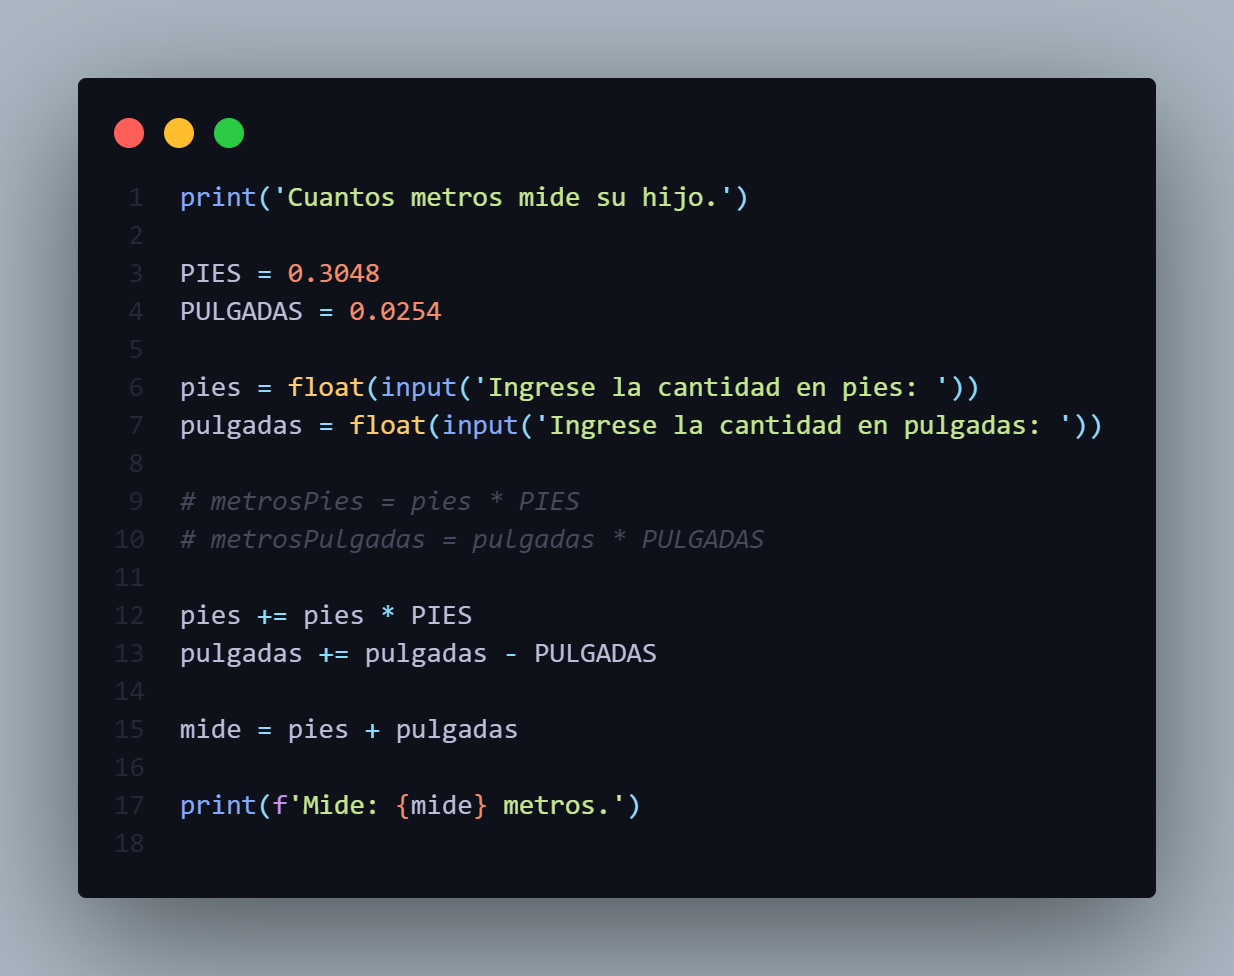 1 print('Cuantos metros mide su hijo.')
2
3 PIES = 0.3048
4 PULGADAS = 0.0254
5
6 pies = float(input('Ingrese la cantidad en pies: '))
7 pulgadas = float(input('Ingrese la cantidad en pulgadas: '))
8
9 # metrosPies = pies * PIES
10 # metrosPulgadas = pulgadas * PULGADAS
11
12 pies += pies * PIES
13 pulgadas += pulgadas - PULGADAS
14
15 mide = pies + pulgadas
16
17 print(f'Mide: {mide} metros.')
18